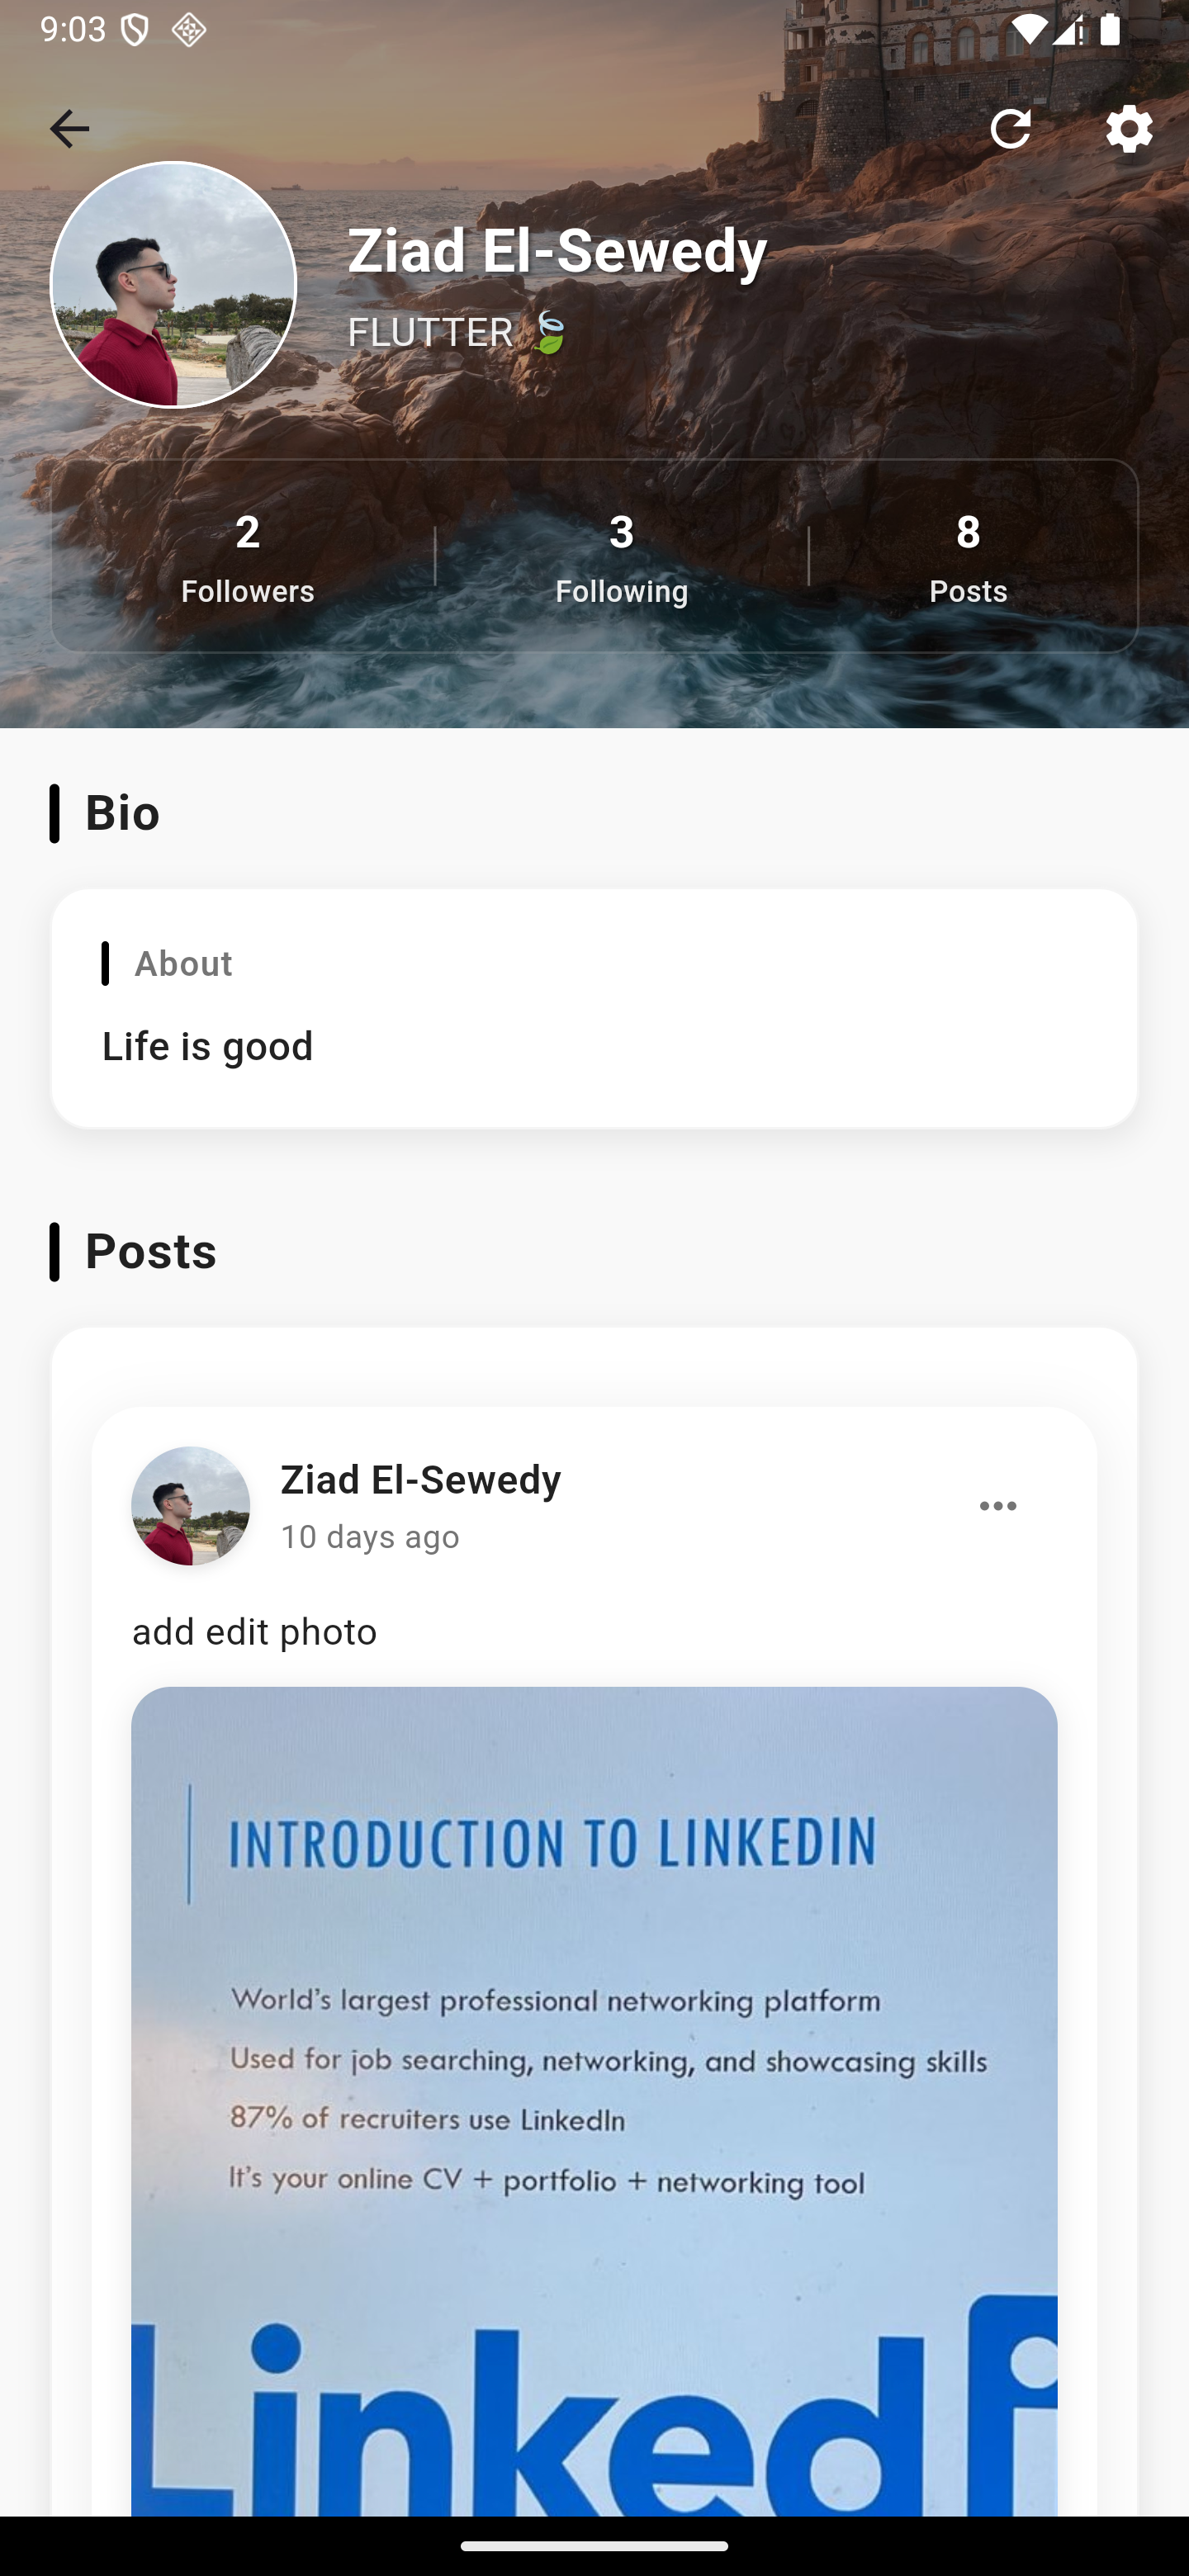 9:03
Ziad El-Sewedy
FLUTTER 🍃
2 3 8
Followers Following Posts
Bio
About
Life is good
Posts
Ziad El-Sewedy
10 days ago
add edit photo
INTRODUCTION TO LINKEDIN
World's largest professional networking platform
Used for job searching, networking, and showcasing skills
87% of recruiters use LinkedIn
It's your online CV + portfolio + networking tool
Linkedi